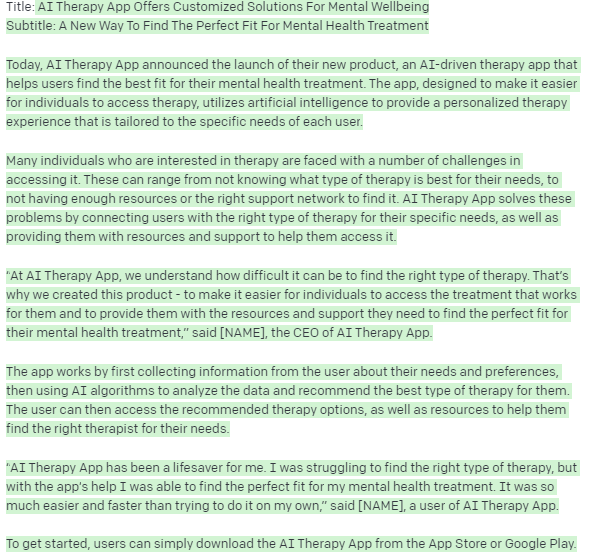 Title: AI Therapy App Offers Customized Solutions For Mental Wellbeing
Subtitle: A New Way To Find The Perfect Fit For Mental Health Treatment
Today, AI Therapy App announced the launch of their new product, an AI-driven therapy app that
helps users find the best fit for their mental health treatment. The app, designed to make it easier
for individuals to access therapy, utilizes artificial intelligence to provide a personalized therapy
experience that is tailored to the specific needs of each user.
Many individuals who are interested in therapy are faced with a number of challenges in
accessing it. These can range from not knowing what type of therapy is best for their needs, to
not having enough resources or the right support network to find it. AI Therapy App solves these
problems by connecting users with the right type of therapy for their specific needs, as well as
providing them with resources and support to help them access it.
"At AI Therapy App, we understand how difficult it can be to find the right type of therapy. That's
why we created this product - to make it easier for individuals to access the treatment that works
for them and to provide them with the resources and support they need to find the perfect fit for
their mental health treatment," said [NAME], the CEO of AI Therapy App.
The app works by first collecting information from the user about their needs and preferences,
then using AI algorithms to analyze the data and recommend the best type of therapy for them.
The user can then access the recommended therapy options, as well as resources to help them
find the right therapist for their needs.
"AI Therapy App has been a lifesaver for me. I was struggling to find the right type of therapy, but
with the app's help I was able to find the perfect fit for my mental health treatment. It was so
much easier and faster than trying to do it on my own," said [NAME], a user of AI Therapy App.
To get started, users can simply download the AI Therapy App from the App Store or Google Play.